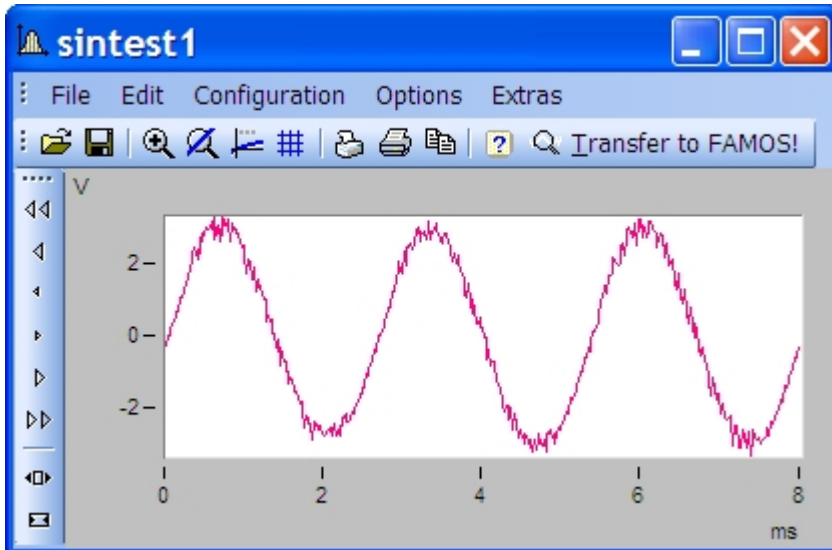 sintest1
File Edit Configuration Options Extras
? Transfer to FAMOS!
V
2
0
-2
0 2 4 6 8
ms